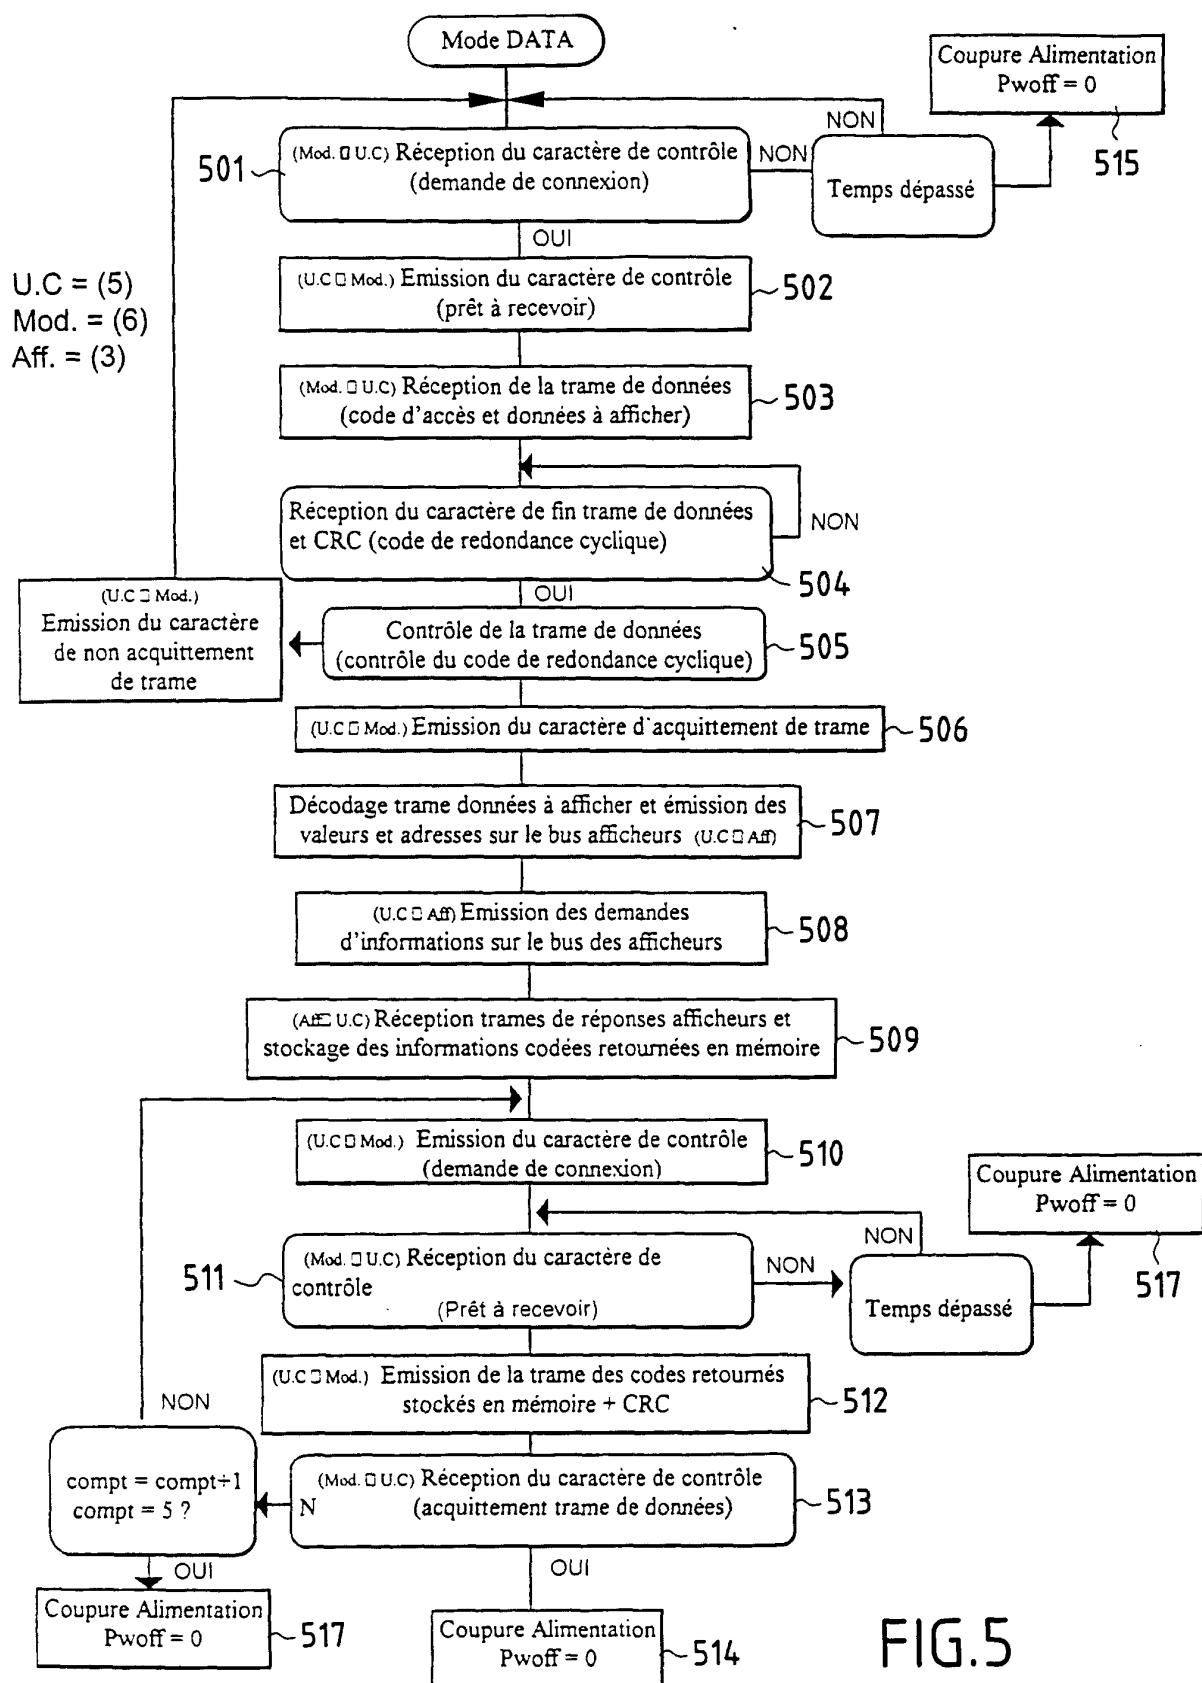 Mode DATA
Coupure Alimentation
Pwoff = 0
515
NON
501
(Mod. □ U.C) Réception du caractère de contrôle
(demande de connexion)
NON
Temps dépassé
OUI
U.C = (5)
Mod. = (6)
Aff. = (3)
(U.C □ Mod.) Emission du caractère de contrôle
(prêt à recevoir)
502
(Mod. □ U.C) Réception de la trame de données
(code d'accès et données à afficher)
503
Réception du caractère de fin trame de données
et CRC (code de redondance cyclique)
NON
504
OUI
(U.C □ Mod.)
Emission du caractère
de non acquittement
de trame
Contrôle de la trame de données
(contrôle du code de redondance cyclique)
505
(U.C □ Mod.) Emission du caractère d'acquittement de trame
506
Décodage trame données à afficher et émission des
valeurs et adresses sur le bus afficheurs (U.C □ Aff)
507
(U.C □ Aff) Emission des demandes
d'informations sur le bus des afficheurs
508
(Aff □ U.C) Réception trames de réponses afficheurs et
stockage des informations codées retournées en mémoire
509
(U.C □ Mod.) Emission du caractère de contrôle
(demande de connexion)
510
Coupure Alimentation
Pwoff = 0
517
NON
511
(Mod. □ U.C) Réception du caractère de
contrôle
(Prêt à recevoir)
NON
Temps dépassé
(U.C □ Mod.) Emission de la trame des codes retournés
stockés en mémoire + CRC
512
NON
compt = compt+1
compt = 5 ?
(Mod. □ U.C) Réception du caractère de contrôle
N (acquittement trame de données)
513
OUI
OUI
Coupure Alimentation
Pwoff = 0
517
Coupure Alimentation
Pwoff = 0
514
FIG.5